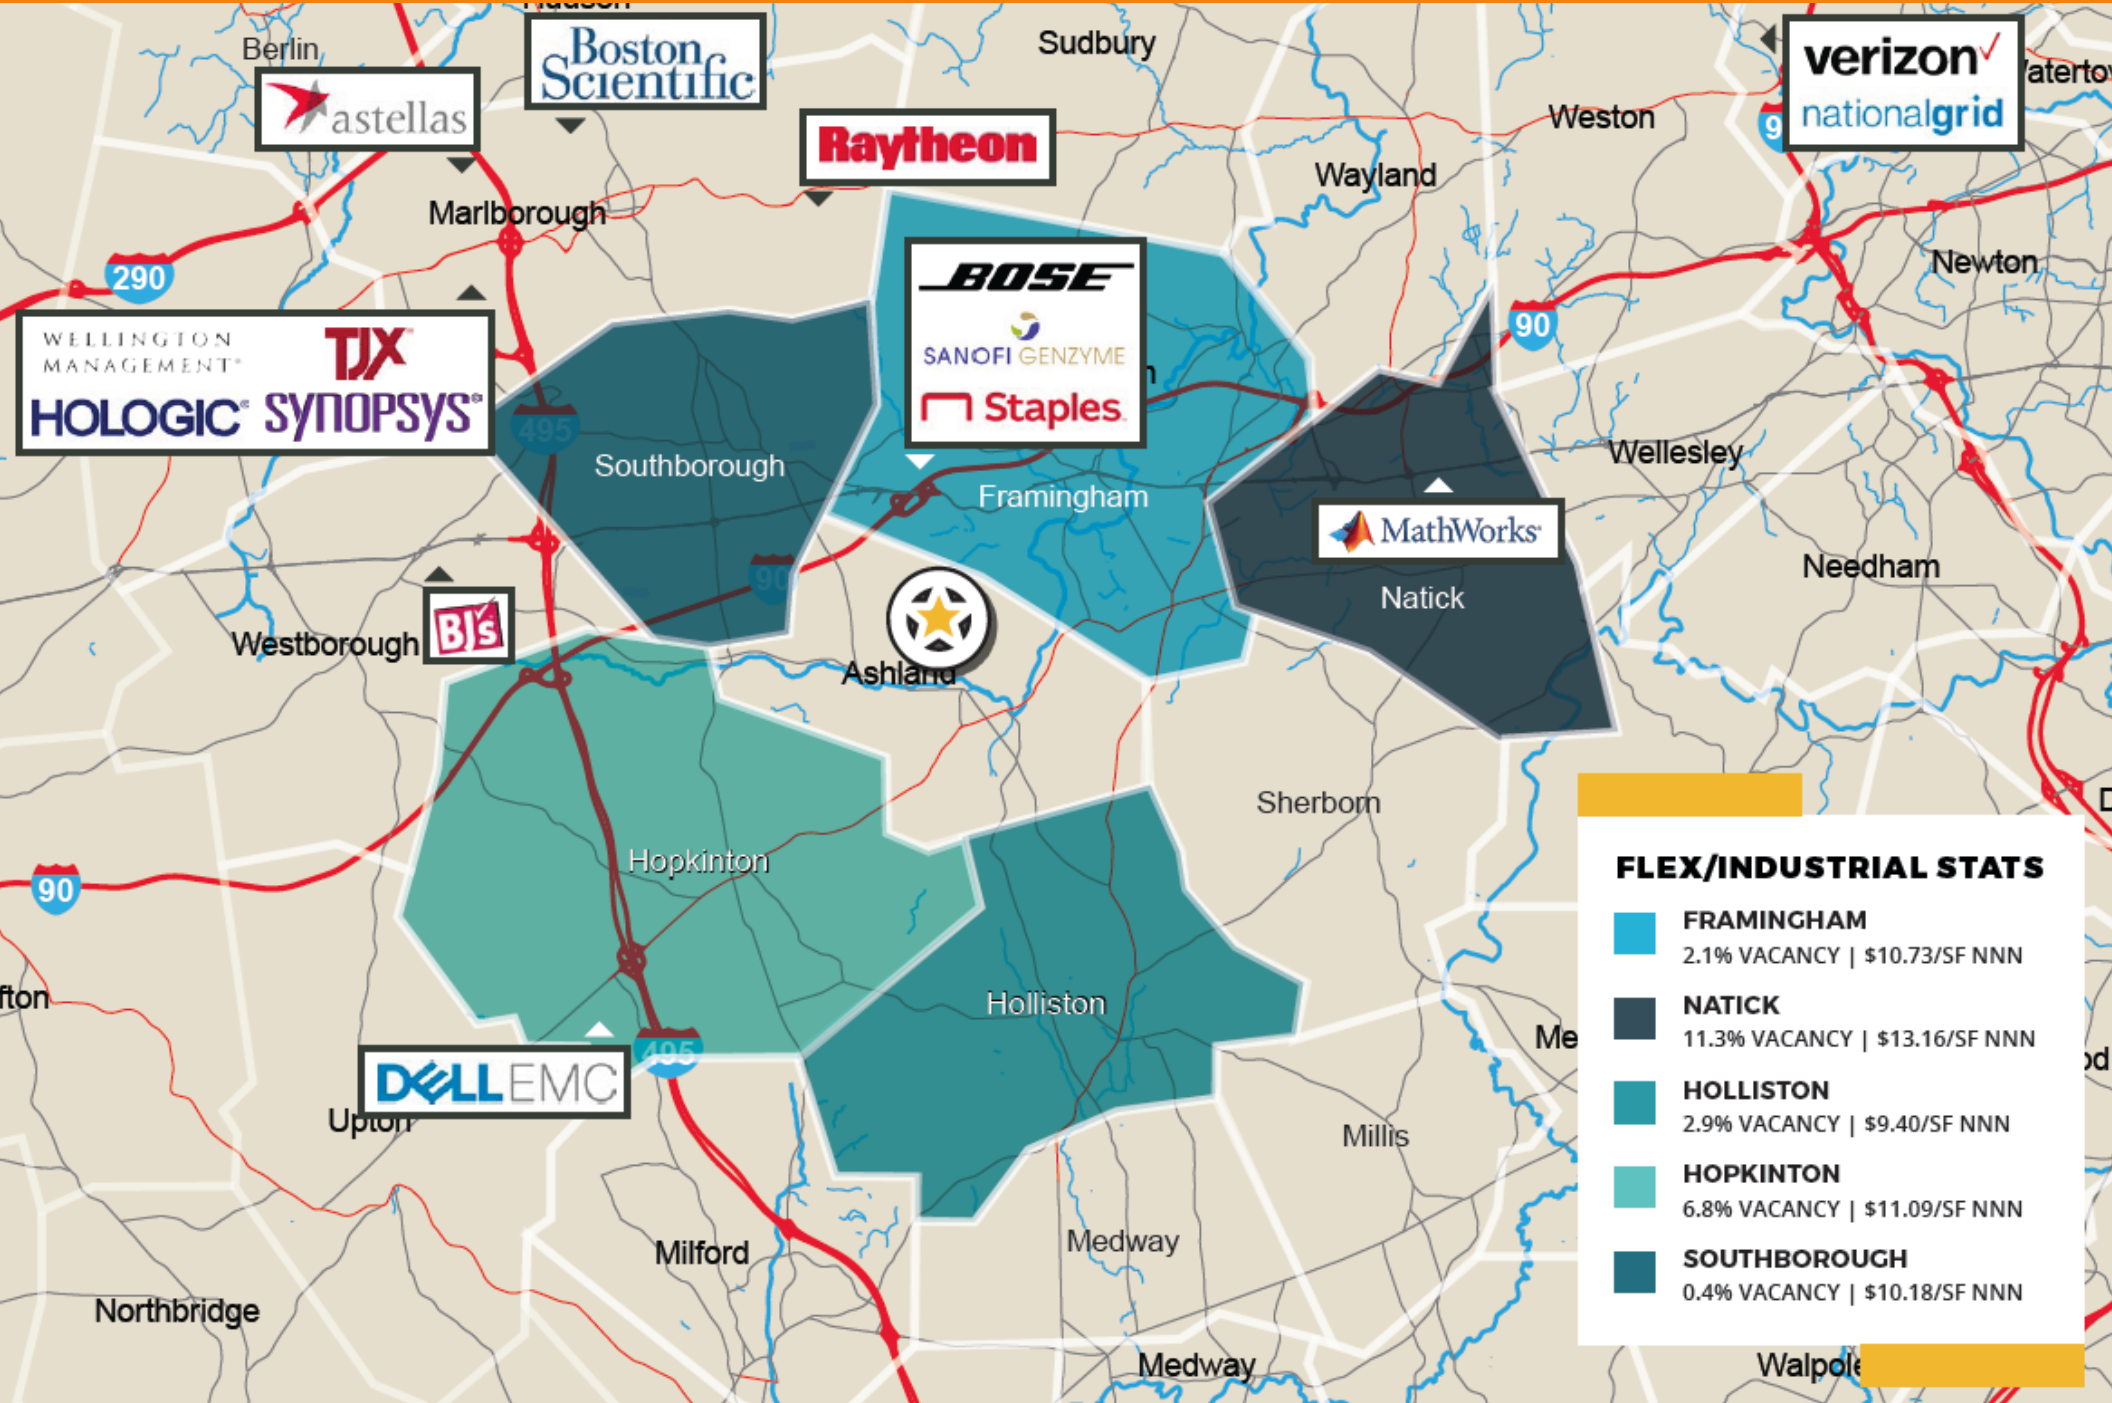 Berlin
Boston
Scientific
Sudbury
verizon
nationalgrid
astellas
Weston
Raytheon
Wayland
Marlborough
290
Newton
BOSE
SANOFI GENZYME
Staples
90
WELLINGTON
MANAGEMENT
TJX
HOLOGIC
SYNOPSYS
495
Southborough
Framingham
Wellesley
MathWorks
Natick
Needham
90
BJ's
Westborough
Ashland
Sherborn
Hopkinton
90
Holliston
495
DELL EMC
Upton
Millis
Medway
Milford
Northbridge
Medway
Walpole
FLEX/INDUSTRIAL STATS
FRAMINGHAM
2.1% VACANCY | $10.73/SF NNN
NATICK
11.3% VACANCY | $13.16/SF NNN
HOLLISTON
2.9% VACANCY | $9.40/SF NNN
HOPKINTON
6.8% VACANCY | $11.09/SF NNN
SOUTHBOROUGH
0.4% VACANCY | $10.18/SF NNN